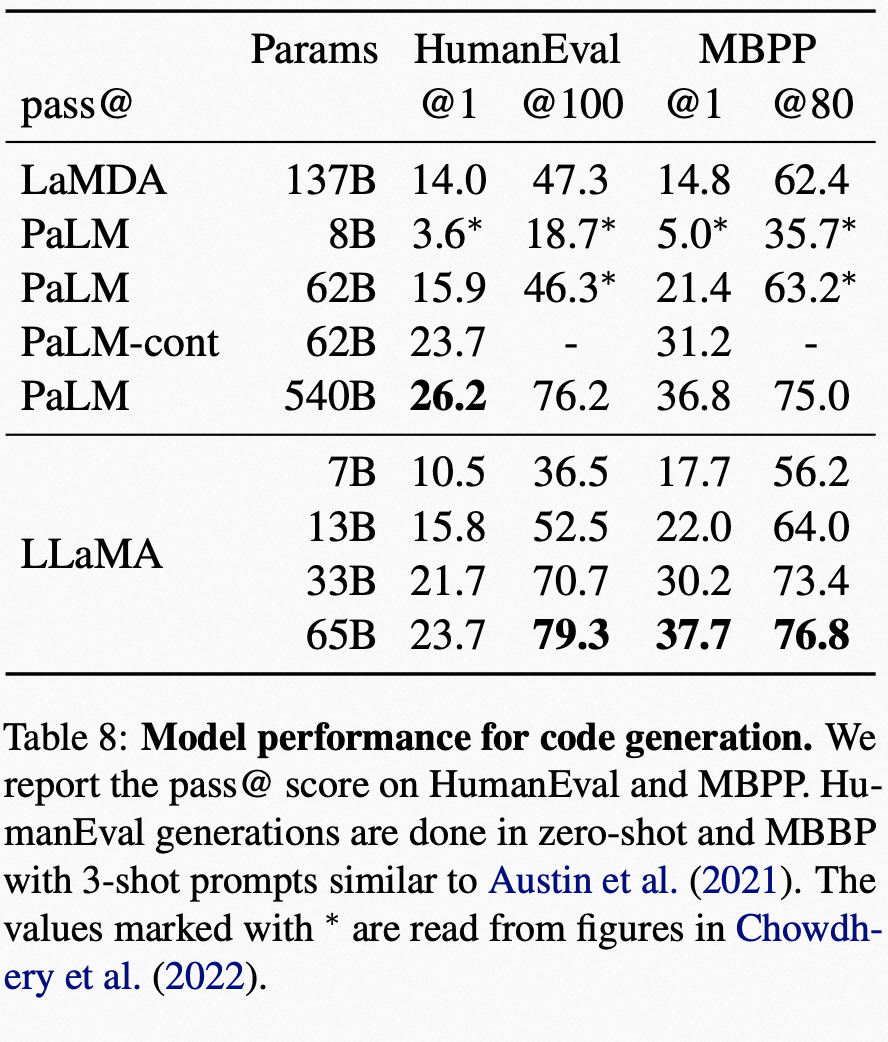 Params HumanEval MBPP
pass@ @1 @100 @1 @80
LaMDA 137B 14.0 47.3 14.8 62.4
PaLM 8B 3.6* 18.7* 5.0* 35.7*
PaLM 62B 15.9 46.3* 21.4 63.2*
PaLM-cont 62B 23.7 - 31.2 -
PaLM 540B 26.2 76.2 36.8 75.0
LLaMA
7B 10.5 36.5 17.7 56.2
13B 15.8 52.5 22.0 64.0
33B 21.7 70.7 30.2 73.4
65B 23.7 79.3 37.7 76.8
Table 8: Model performance for code generation. We
report the pass@ score on HumanEval and MBPP. Hu-
manEval generations are done in zero-shot and MBBP
with 3-shot prompts similar to Austin et al. (2021). The
values marked with * are read from figures in Chowdh-
ery et al. (2022).